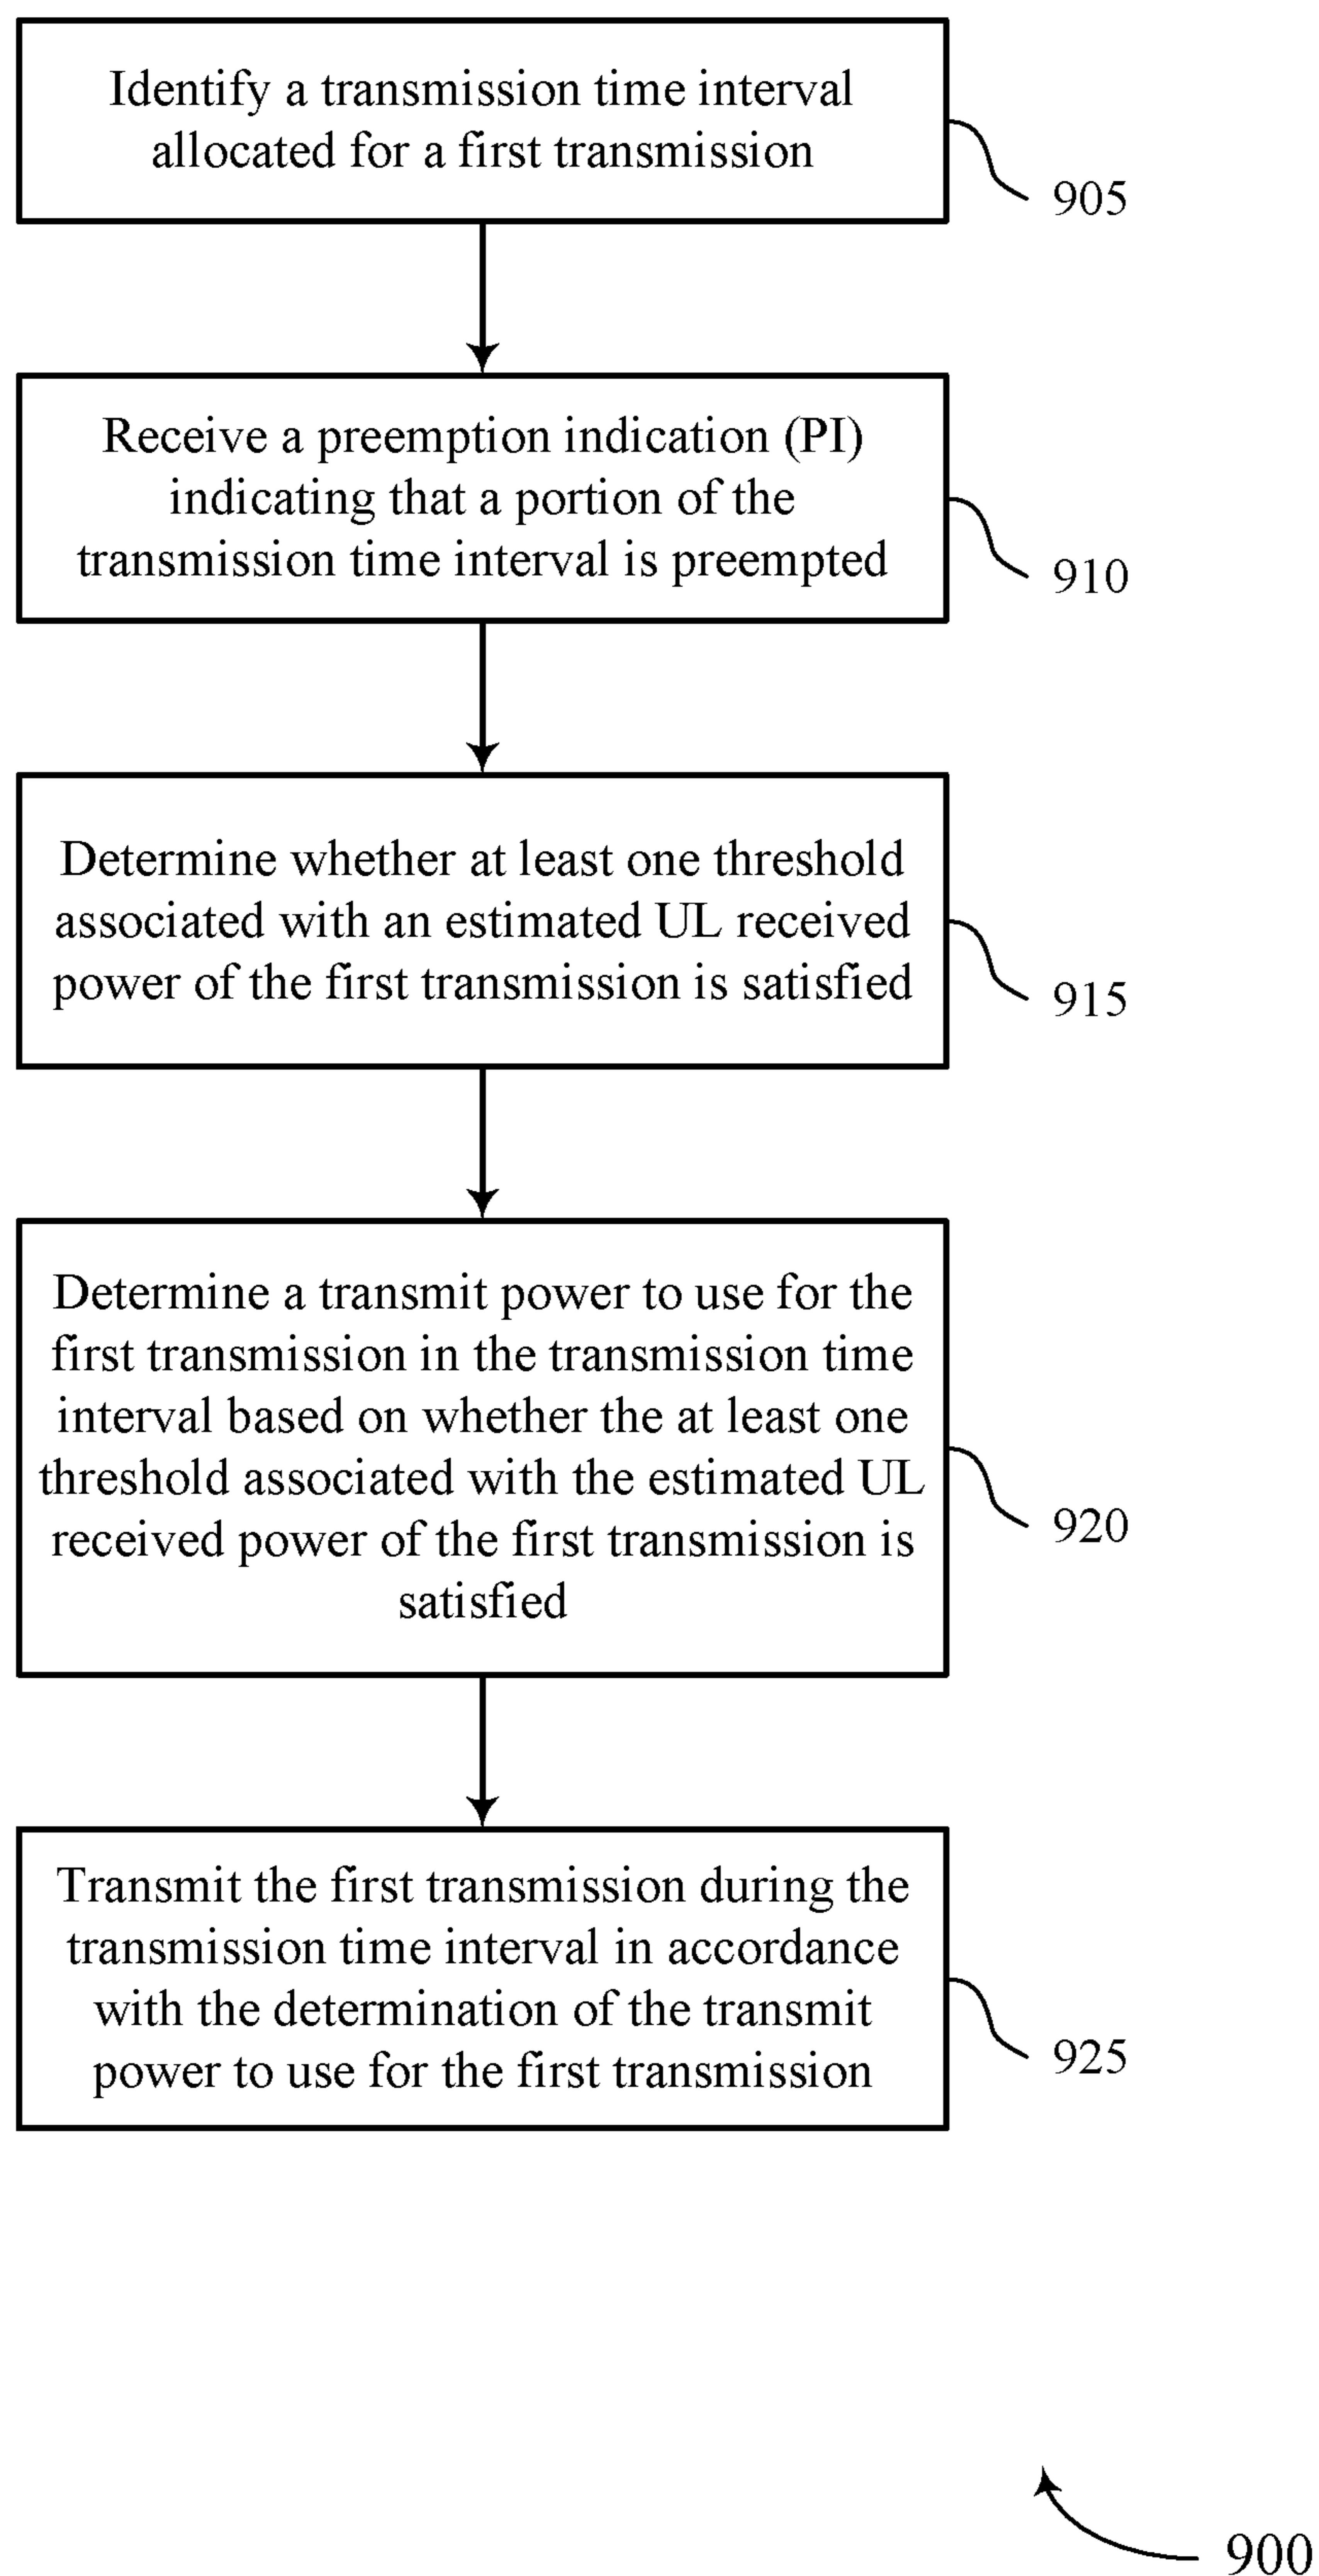 Identify a transmission time interval
allocated for a first transmission
905
Receive a preemption indication (PI)
indicating that a portion of the
transmission time interval is preempted
910
Determine whether at least one threshold
associated with an estimated UL received
power of the first transmission is satisfied
915
Determine a transmit power to use for the
first transmission in the transmission time
interval based on whether the at least one
threshold associated with the estimated UL
received power of the first transmission is
satisfied
920
Transmit the first transmission during the
transmission time interval in accordance
with the determination of the transmit
power to use for the first transmission
925
900